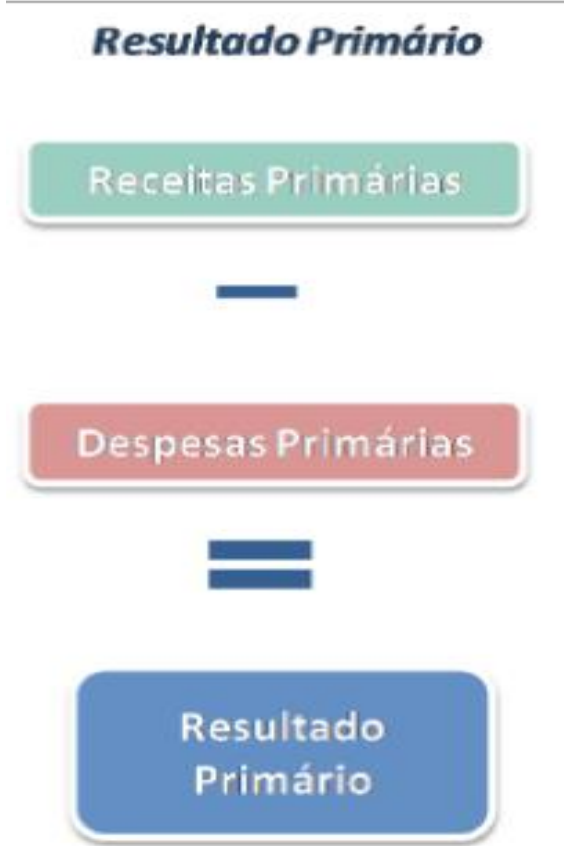 Resultado Primário
Receitas Primárias
Despesas Primárias
Resultado
Primário